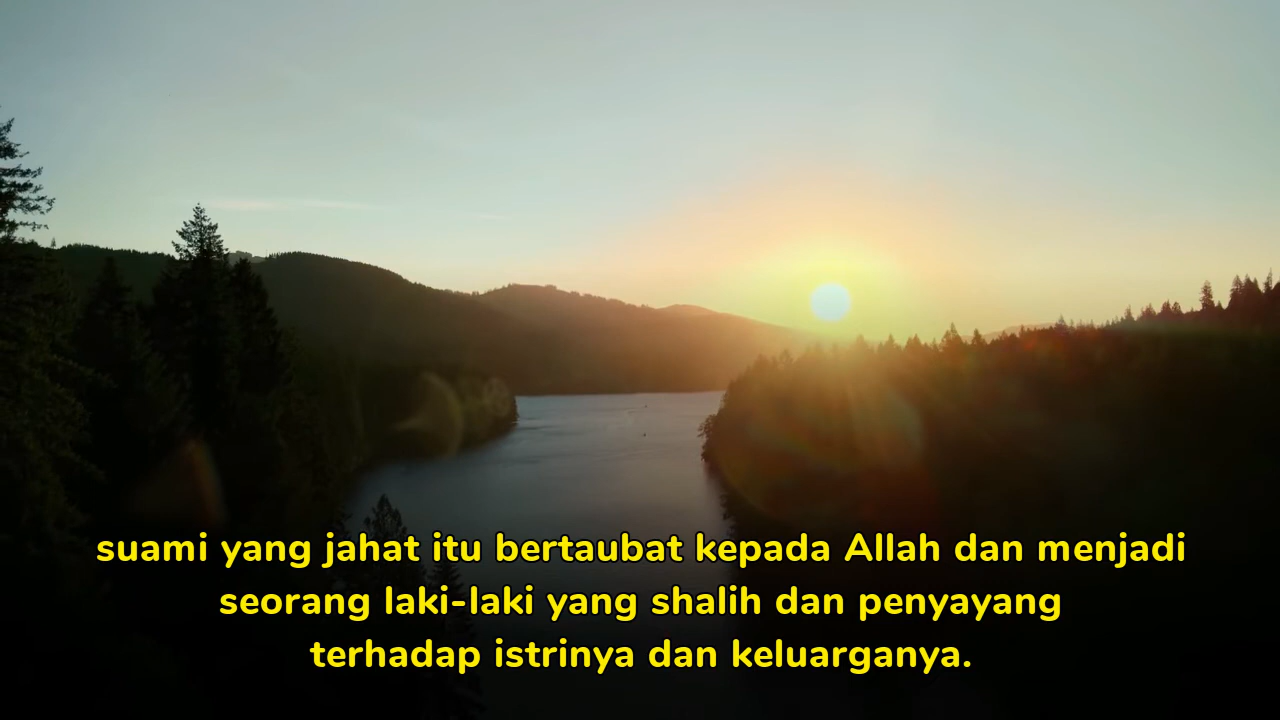 suami yang jahat itu bertaubat kepada Allah dan menjadi
seorang laki-laki yang shalih dan penyayang
terhadap istrinya dan keluarganya.